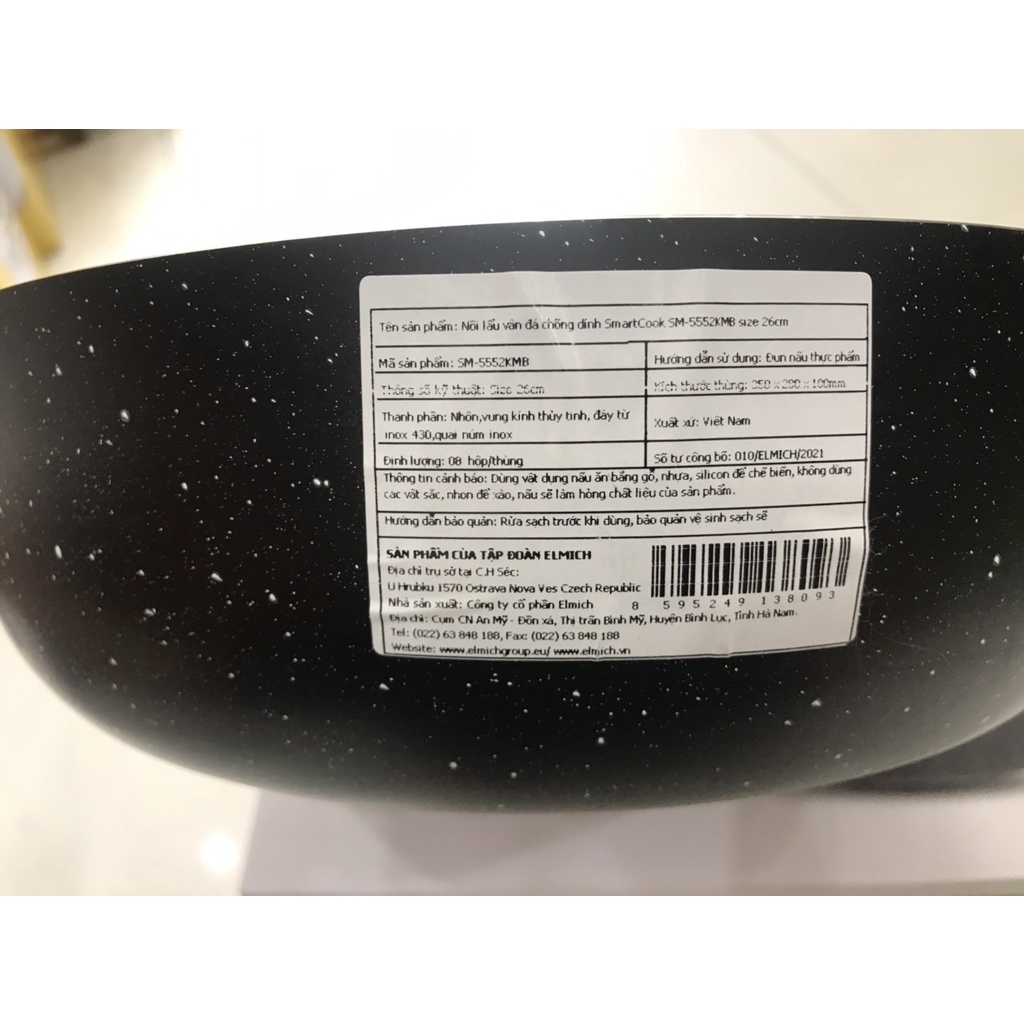 Tên sản phẩm: Nồi lẩu vân đá chống dính SmartCook SM-5552KMB size 26cm
Mã sản phẩm: SM-5552KMB
Hướng dẫn sử dụng: Đun nấu thực phẩm
Thông số kỹ thuật: Size 26cm
Kích thước thùng: 350 x 290 x 100mm
Thành phần: Nhôn,vung kính thủy tinh, đáy từ
inox 430,quai núm inox
Xuất xứ: Việt Nam
Định lượng: 08 hộp/thùng
Số tự công bố: 010/ELMICH/2021
Thông tin cảnh báo: Dùng vật dụng nấu ăn bằng gỗ, nhựa, silicon để chế biến, không dùng
các vật sắc, nhọn để xào, nấu sẽ làm hỏng chất liệu của sản phẩm.
Hướng dẫn bảo quản: Rửa sạch trước khi dùng, bảo quản vệ sinh sạch sẽ
SẢN PHẨM CỦA TẬP ĐOÀN ELMICH
Địa chỉ trụ sở tại C.H Séc:
U Hrubku 1570 Ostrava Nova Ves Czech Republic
Nhà sản xuất: Công ty cổ phần Elmich
8 595249 138093
Địa chỉ: Cụm CN An Mỹ - Đồn xá, Thị trấn Bình Mỹ, Huyện Bình Lục, Tỉnh Hà Nam.
Tel: (022) 63 848 188, Fax: (022) 63 848 188
Website: www.elmichgroup.eu/ www.elmich.vn